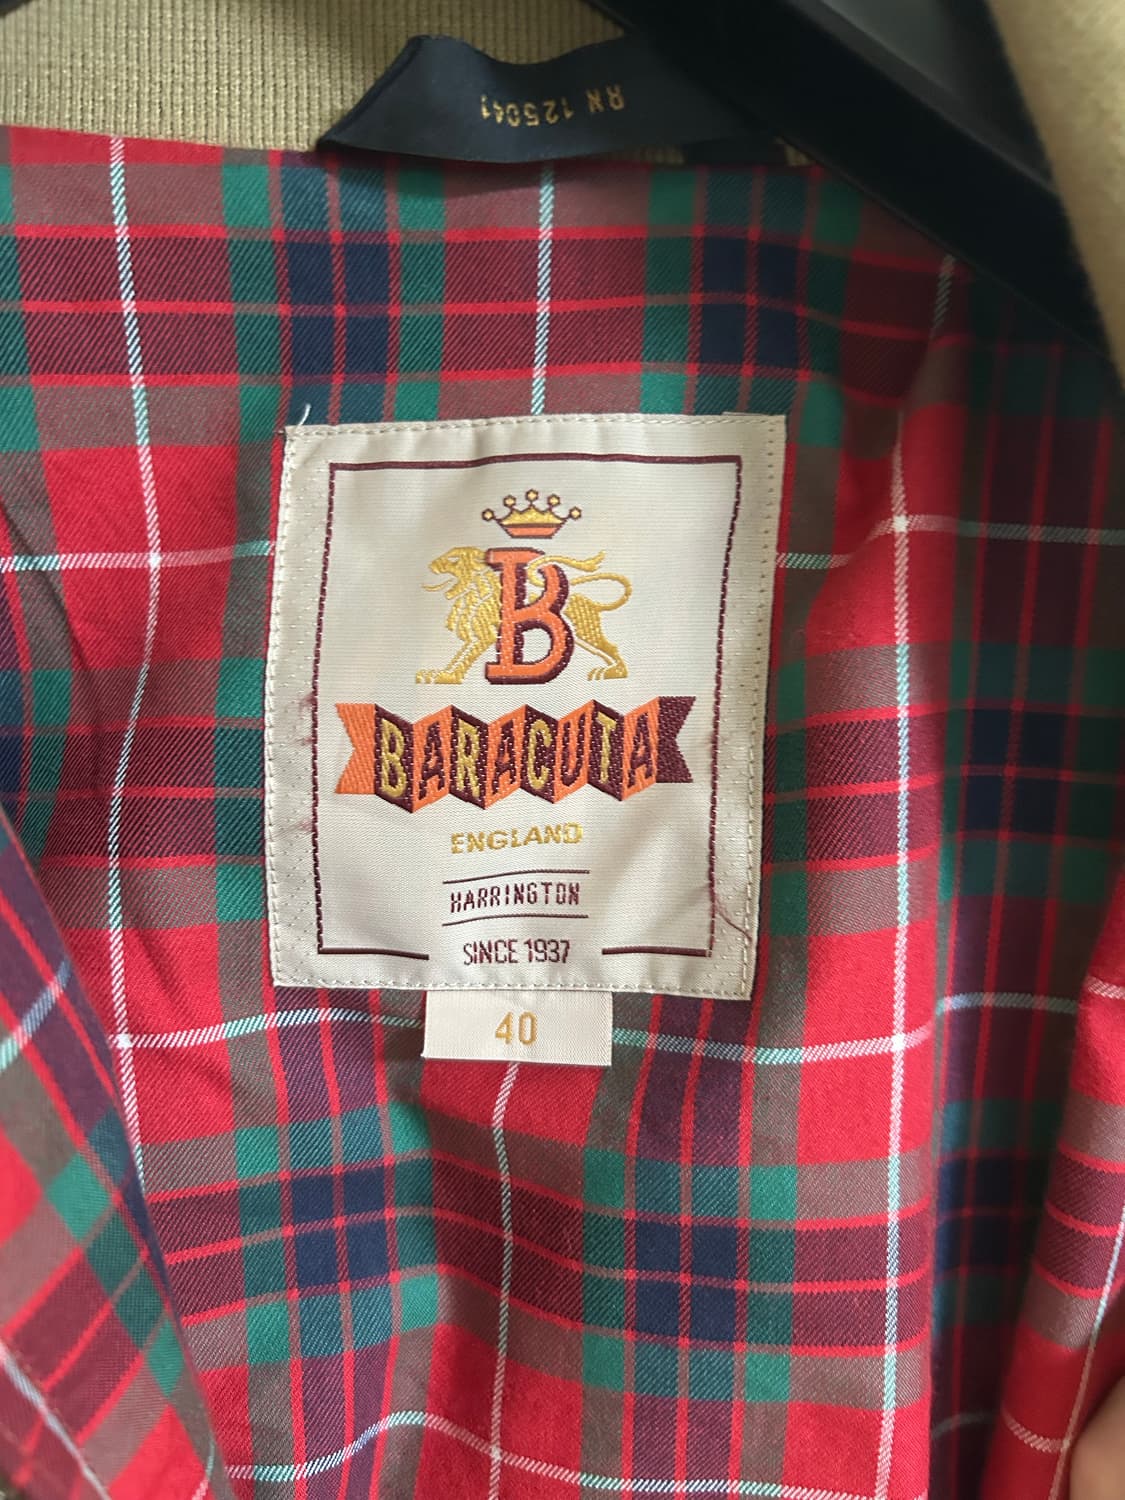 RN 125041
B
BARACUTA
ENGLAND
HARRINGTON
SINCE 1937
40